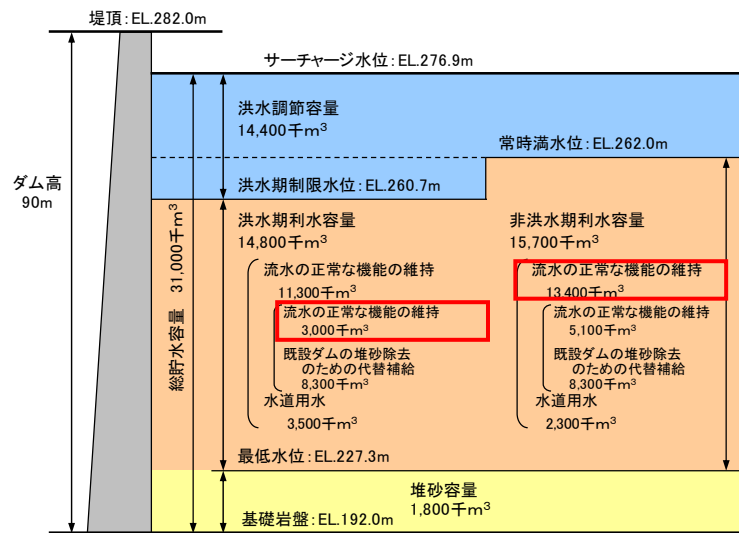 堤頂:EL.282.0m
サーチャージ水位:EL.276.9m
洪水調節容量
14,400千m³
常時満水位:EL.262.0m
ダム高
90m
洪水期制限水位:EL.260.7m
総貯水容量 31,000千m³
洪水期利水容量
14,800千m³
流水の正常な機能の維持
11,300千m³
流水の正常な機能の維持
3,000千m³
既設ダムの堆砂除去
のための代替補給
8,300千m³
水道用水
3,500千m³
非洪水期利水容量
15,700千m³
流水の正常な機能の維持
13,400千m³
流水の正常な機能の維持
5,100千m³
既設ダムの堆砂除去
のための代替補給
8,300千m³
水道用水
2,300千m³
最低水位:EL.227.3m
堆砂容量
1,800千m³
基礎岩盤:EL.192.0m